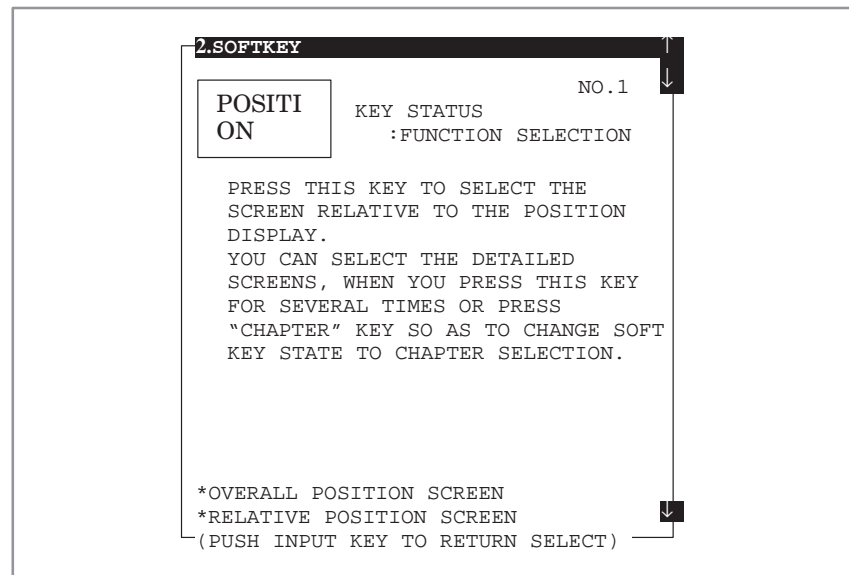 2.SOFTKEY ↑
↓
NO.1
POSITI
ON
KEY STATUS
:FUNCTION SELECTION
PRESS THIS KEY TO SELECT THE
SCREEN RELATIVE TO THE POSITION
DISPLAY.
YOU CAN SELECT THE DETAILED
SCREENS, WHEN YOU PRESS THIS KEY
FOR SEVERAL TIMES OR PRESS
“CHAPTER” KEY SO AS TO CHANGE SOFT
KEY STATE TO CHAPTER SELECTION.
*OVERALL POSITION SCREEN
*RELATIVE POSITION SCREEN ↓
(PUSH INPUT KEY TO RETURN SELECT)